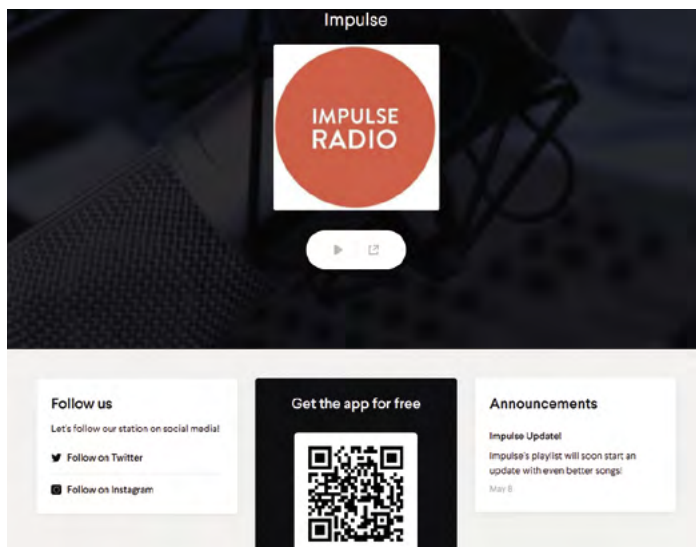 Impulse
IMPULSE
RADIO
Follow us
Let's follow our station on social media!
Follow on Twitter
Follow on Instagram
Get the app for free
Announcements
Impulse Update!
Impulse's playlist will soon start an
update with even better songs!
May 6